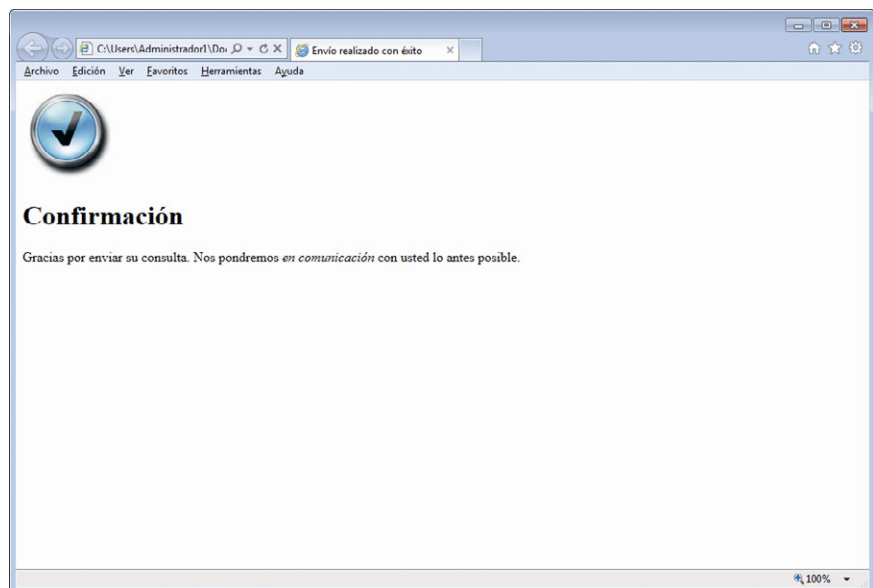 C:\Users\Administrador1\Do
Envío realizado con éxito
Archivo Edición Ver Favoritos Herramientas Ayuda
Confirmación
Gracias por enviar su consulta. Nos pondremos en comunicación con usted lo antes posible.
100%